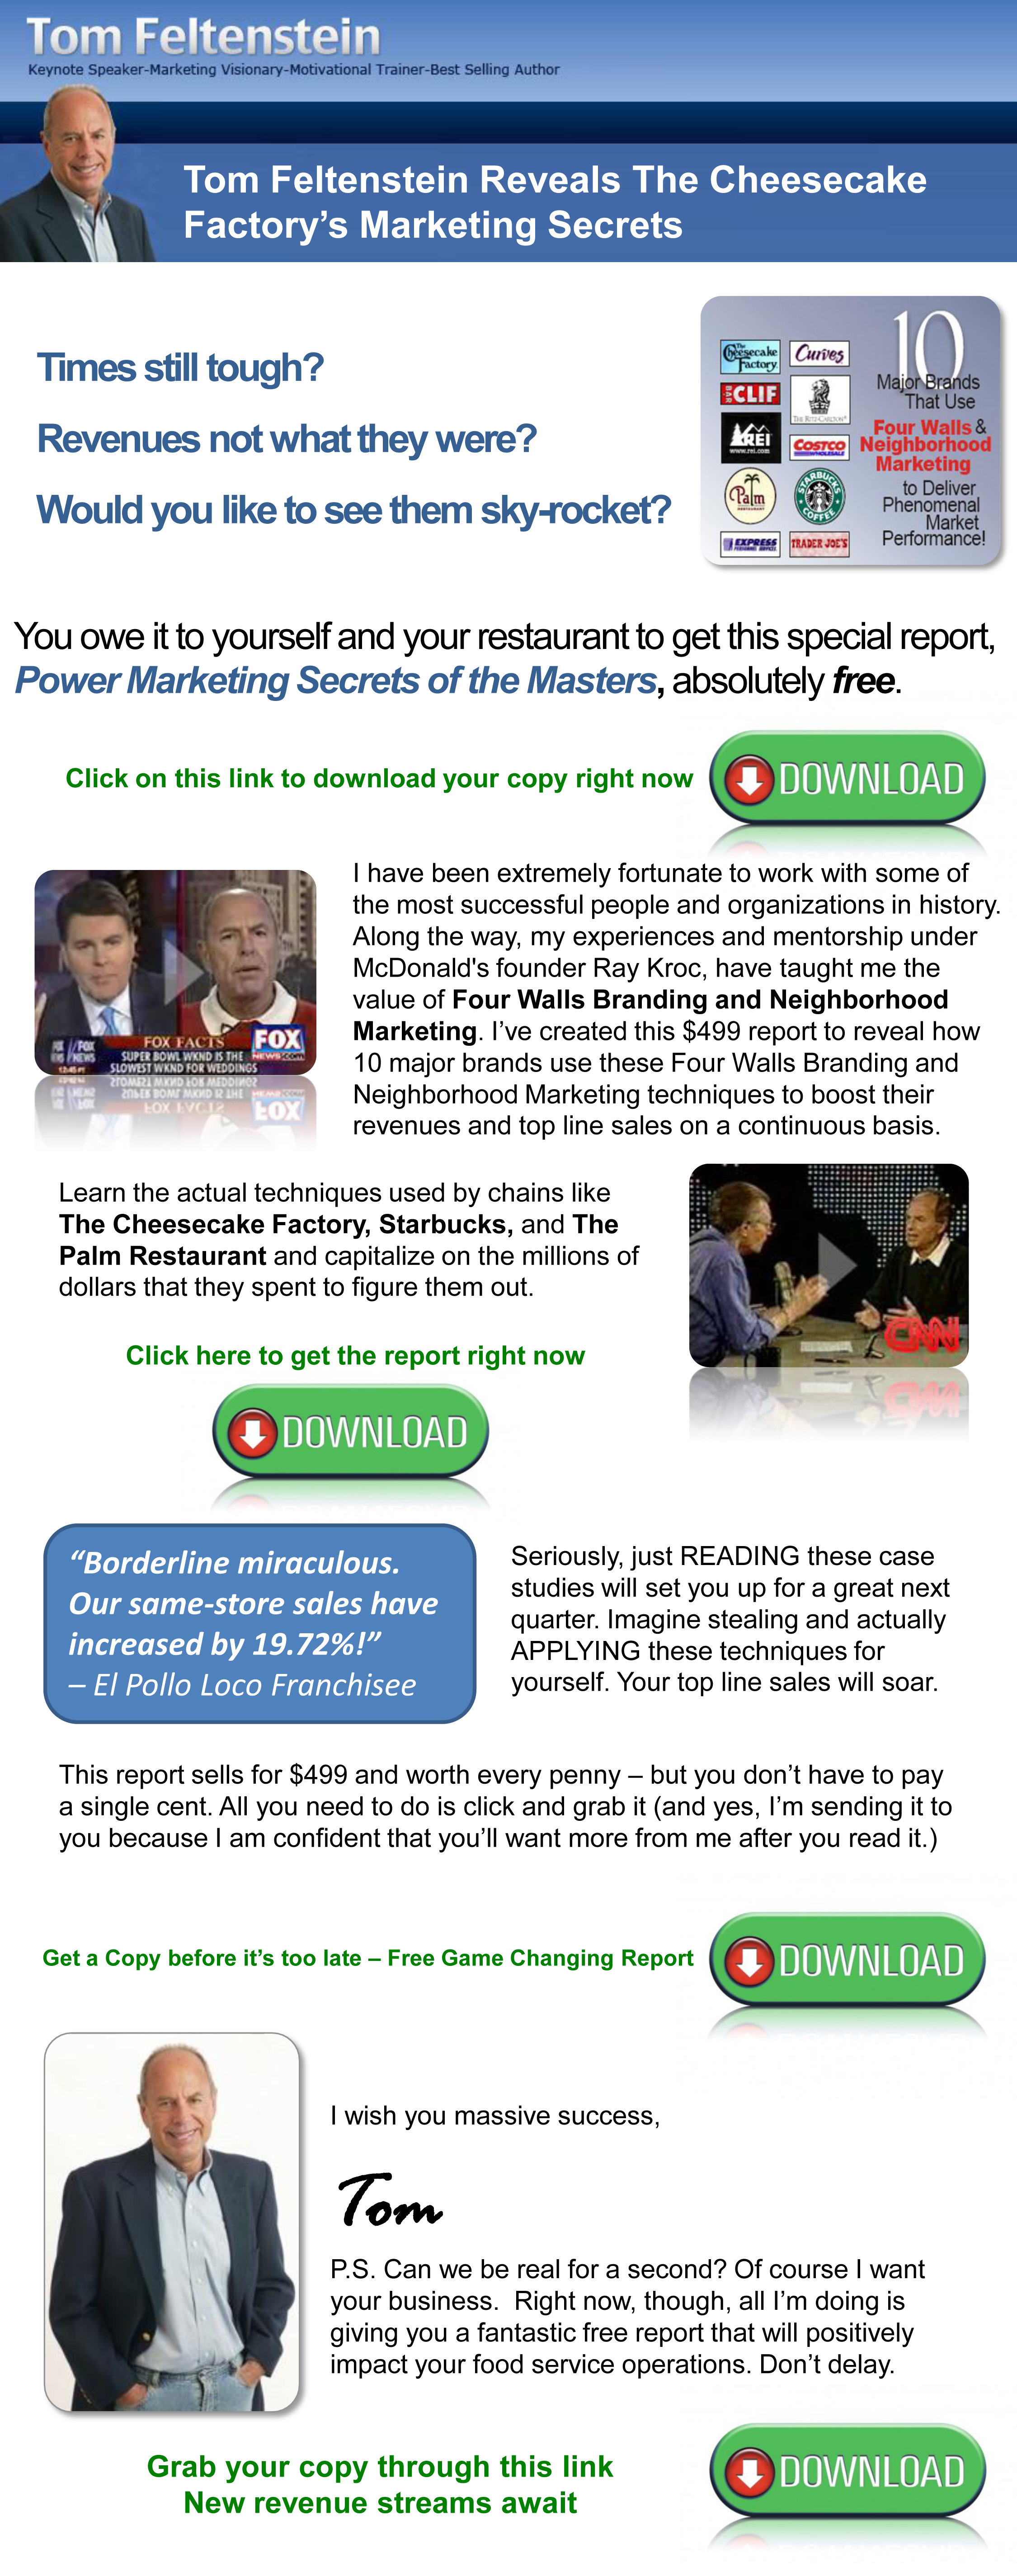 Tom Feltenstein
Keynote Speaker-Marketing Visionary-Motivational Trainer-Best Selling Author
Tom Feltenstein Reveals The Cheesecake
Factory’s Marketing Secrets
Times still tough?
Revenues not what they were?
Would you like to see them sky-rocket?
The Cheesecake Factory
Curves
CLIF BAR
THE RITZ-CARLTON
REI
www.rei.com
COSTCO
WHOLESALE
Palm
RESTAURANT
STARBUCKS COFFEE
EXPRESS
PERSONNEL SERVICES
TRADER JOE'S
10
Major Brands
That Use
Four Walls &
Neighborhood
Marketing
to Deliver
Phenomenal
Market
Performance!
You owe it to yourself and your restaurant to get this special report,
Power Marketing Secrets of the Masters, absolutely free.
Click on this link to download your copy right now
DOWNLOAD
FOX FACTS
SUPER BOWL WKND IS THE
SLOWEST WKND FOR WEDDINGS
FOX
NEWS.com
FOX
NEWS
12:45 PT
I have been extremely fortunate to work with some of
the most successful people and organizations in history.
Along the way, my experiences and mentorship under
McDonald's founder Ray Kroc, have taught me the
value of Four Walls Branding and Neighborhood
Marketing. I’ve created this $499 report to reveal how
10 major brands use these Four Walls Branding and
Neighborhood Marketing techniques to boost their
revenues and top line sales on a continuous basis.
Learn the actual techniques used by chains like
The Cheesecake Factory, Starbucks, and The
Palm Restaurant and capitalize on the millions of
dollars that they spent to figure them out.
CNN
Click here to get the report right now
DOWNLOAD
“Borderline miraculous.
Our same-store sales have
increased by 19.72%!”
– El Pollo Loco Franchisee
Seriously, just READING these case
studies will set you up for a great next
quarter. Imagine stealing and actually
APPLYING these techniques for
yourself. Your top line sales will soar.
This report sells for $499 and worth every penny – but you don’t have to pay
a single cent. All you need to do is click and grab it (and yes, I’m sending it to
you because I am confident that you’ll want more from me after you read it.)
Get a Copy before it’s too late – Free Game Changing Report
DOWNLOAD
I wish you massive success,
Tom
P.S. Can we be real for a second? Of course I want
your business.  Right now, though, all I’m doing is
giving you a fantastic free report that will positively
impact your food service operations. Don’t delay.
Grab your copy through this link
New revenue streams await
DOWNLOAD